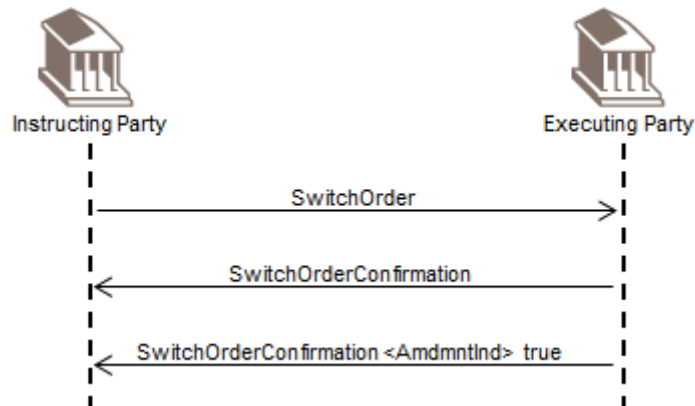 Instructing Party
Executing Party
SwitchOrder
SwitchOrderConfirmation
SwitchOrderConfirmation <AmdmntInd> true